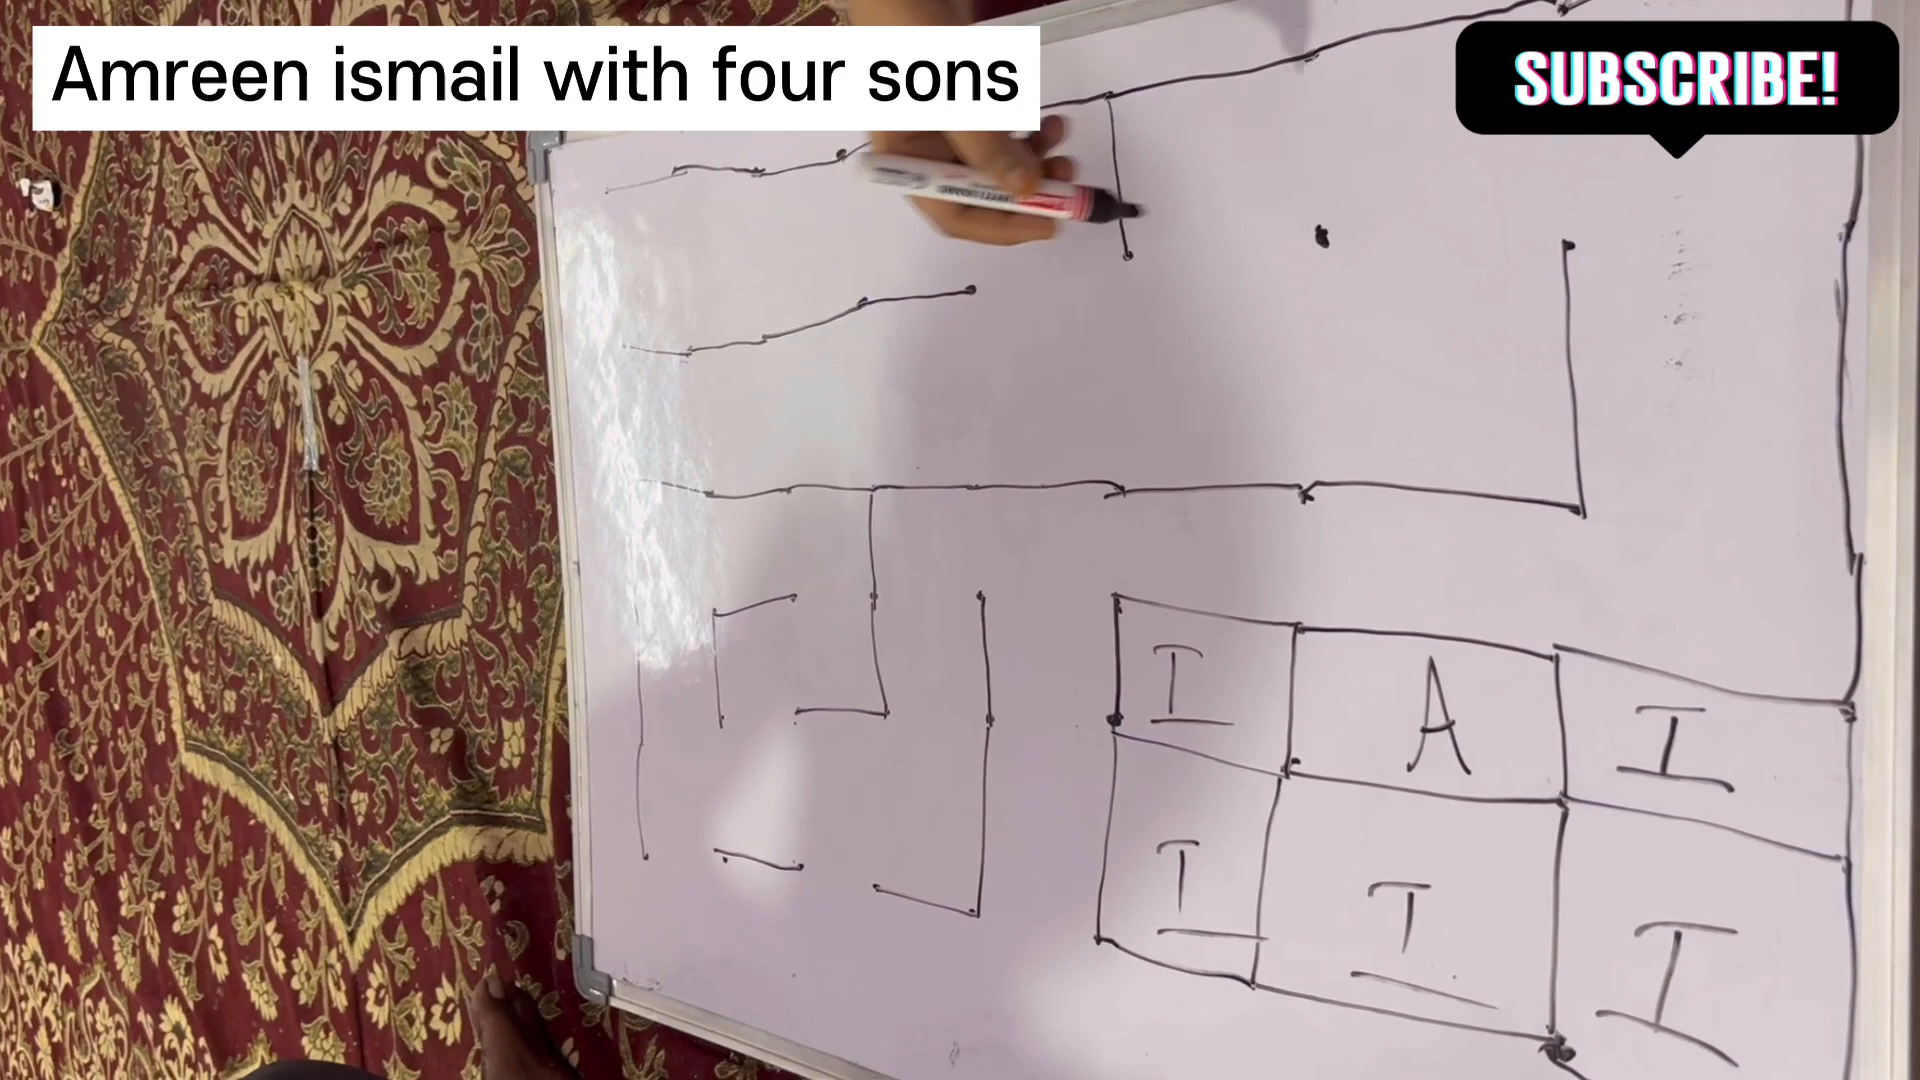 Amreen ismail with four sons
SUBSCRIBE!
I A I
I I I